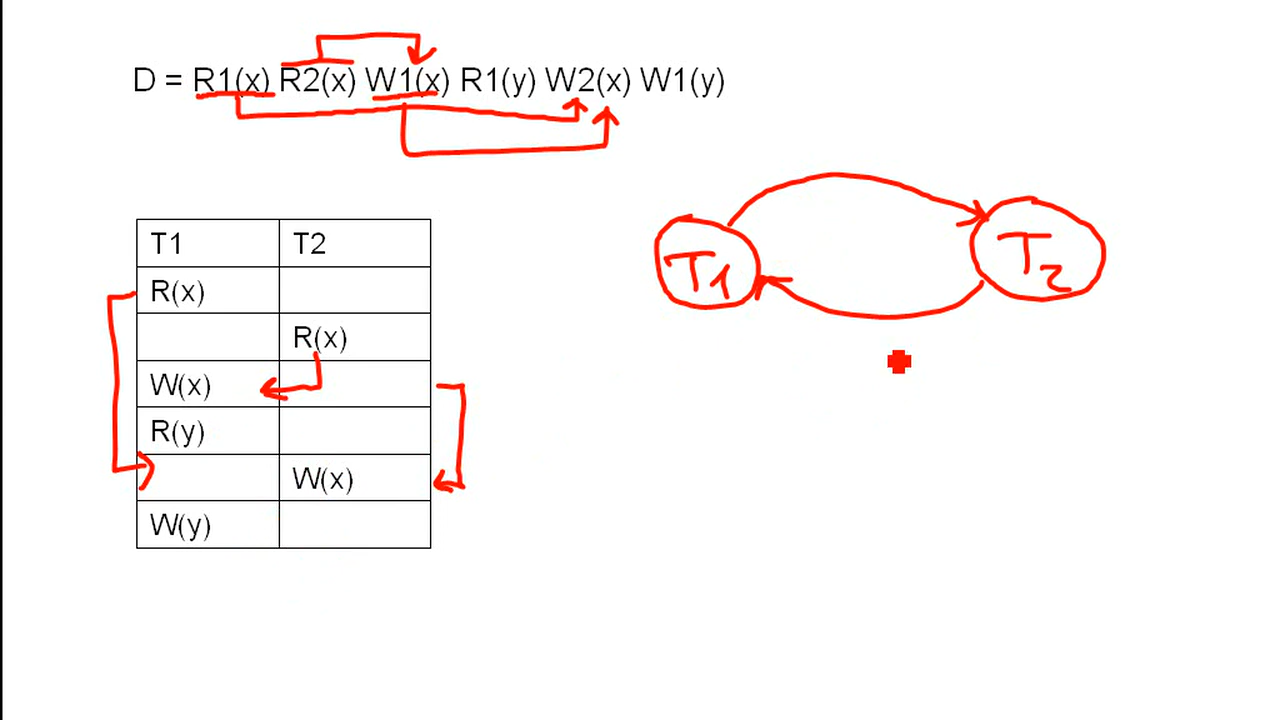 D = R1(x) R2(x) W1(x) R1(y) W2(x) W1(y)
T1 T2
T1 T2
R(x)
R(x)
W(x)
R(y)
W(x)
W(y)